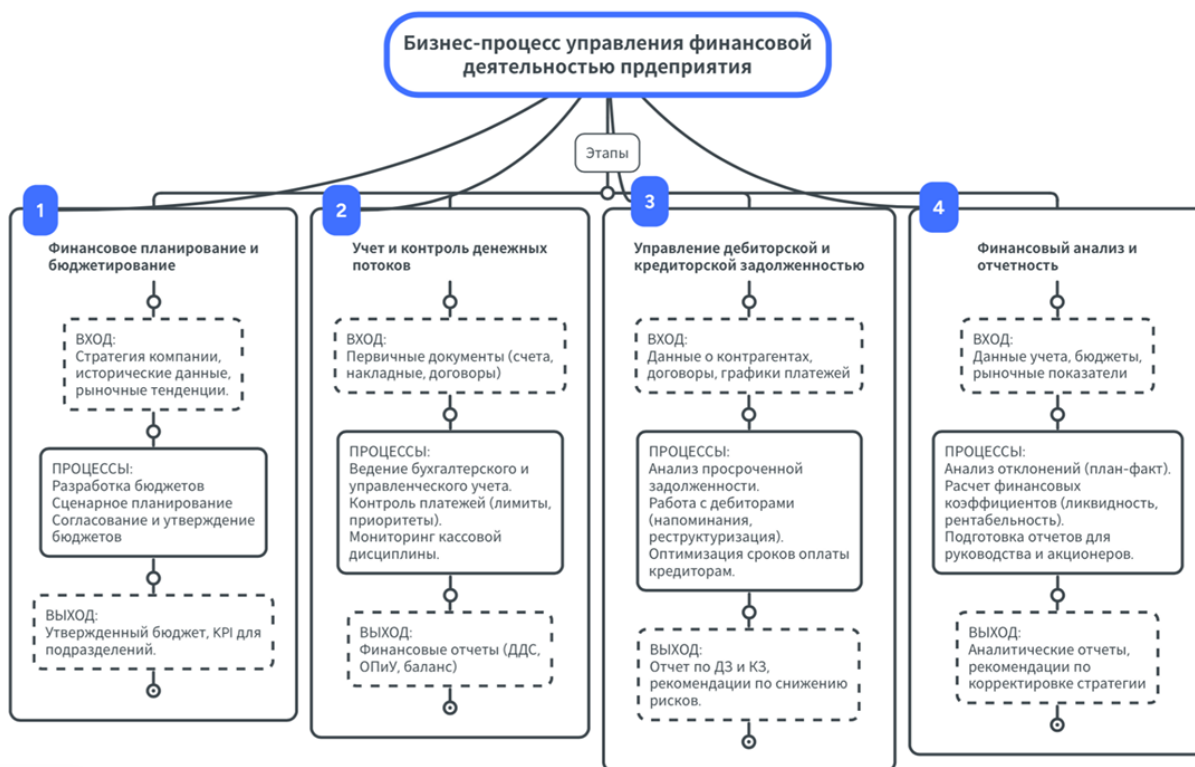 Бизнес-процесс управления финансовой
деятельностью прдеприятия
Этапы
1
Финансовое планирование и
бюджетирование
ВХОД:
Стратегия компании,
исторические данные,
рыночные тенденции.
ПРОЦЕССЫ:
Разработка бюджетов
Сценарное планирование
Согласование и утверждение
бюджетов
ВЫХОД:
Утвержденный бюджет, KPI для
подразделений.
2
Учет и контроль денежных
потоков
ВХОД:
Первичные документы (счета,
накладные, договоры)
ПРОЦЕССЫ:
Ведение бухгалтерского и
управленческого учета.
Контроль платежей (лимиты,
приоритеты).
Мониторинг кассовой
дисциплины.
ВЫХОД:
Финансовые отчеты (ДДС,
ОПиУ, баланс)
3
Управление дебиторской и
кредиторской задолженностью
ВХОД:
Данные о контрагентах,
договоры, графики платежей
ПРОЦЕССЫ:
Анализ просроченной
задолженности.
Работа с дебиторами
(напоминания,
реструктуризация).
Оптимизация сроков оплаты
кредиторам.
ВЫХОД:
Отчет по ДЗ и КЗ,
рекомендации по снижению
рисков.
4
Финансовый анализ и
отчетность
ВХОД:
Данные учета, бюджеты,
рыночные показатели
ПРОЦЕССЫ:
Анализ отклонений (план-факт).
Расчет финансовых
коэффициентов (ликвидность,
рентабельность).
Подготовка отчетов для
руководства и акционеров.
ВЫХОД:
Аналитические отчеты,
рекомендации по
корректировке стратегии